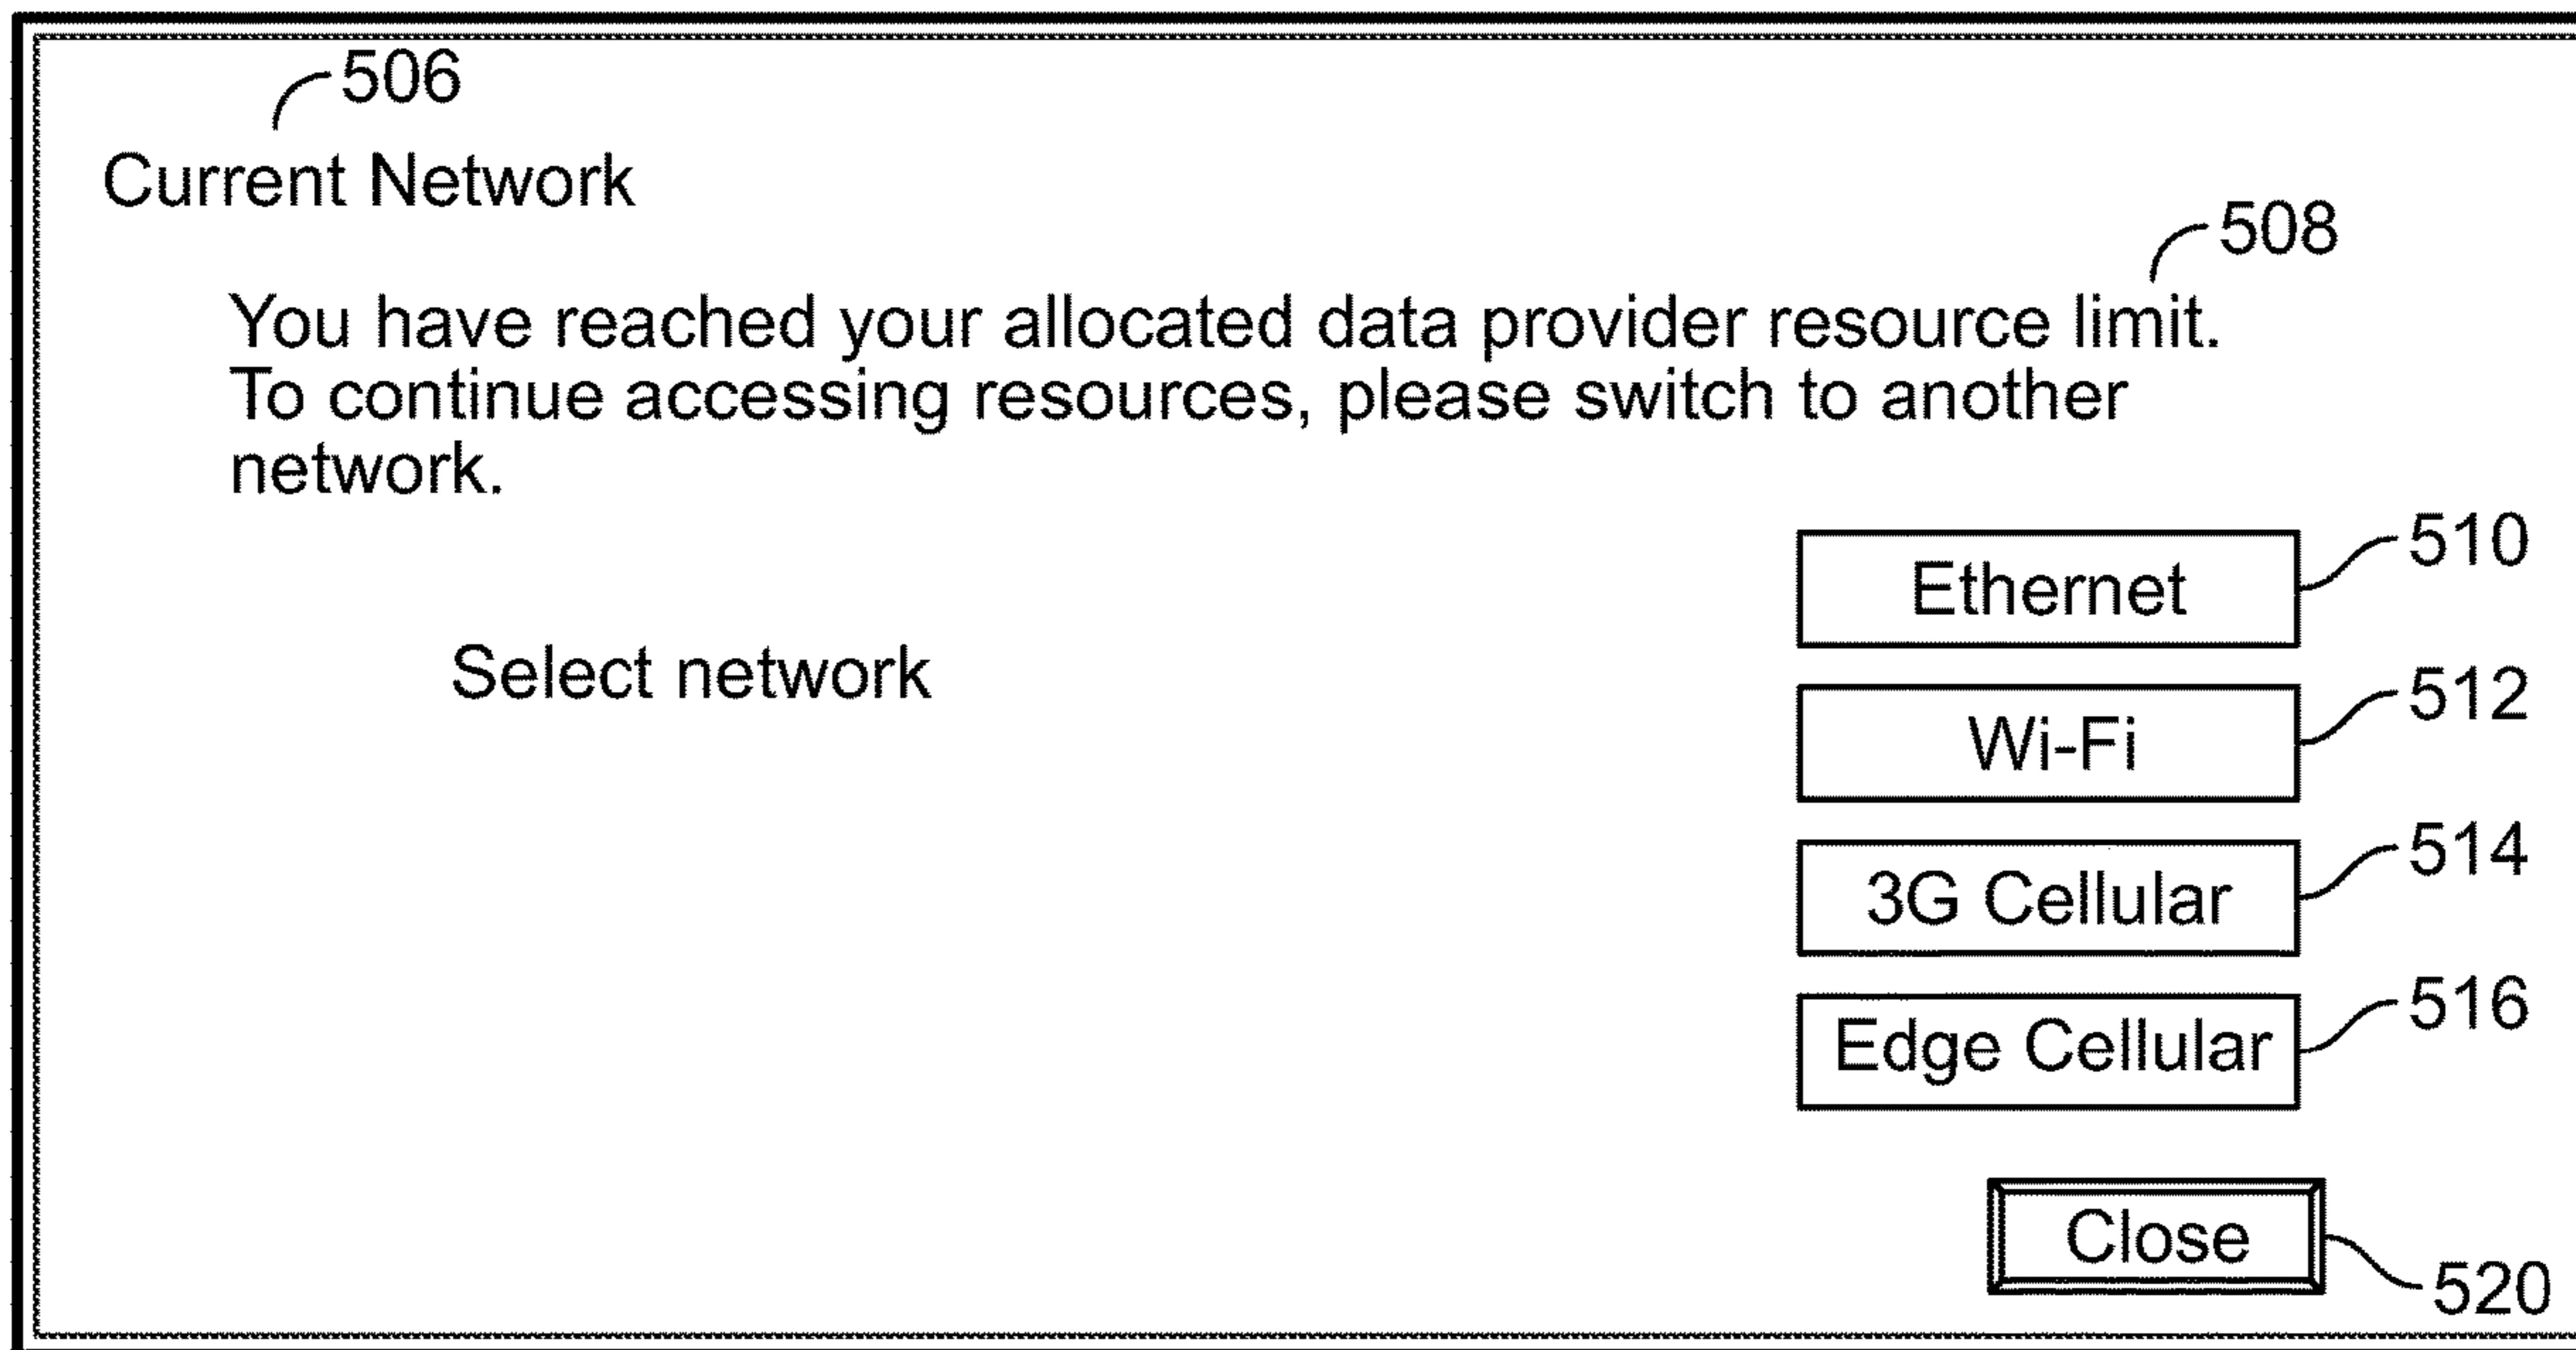 506
Current Network
508
You have reached your allocated data provider resource limit.
To continue accessing resources, please switch to another
network.
510
Ethernet
Select network
512
Wi-Fi
514
3G Cellular
516
Edge Cellular
Close
520